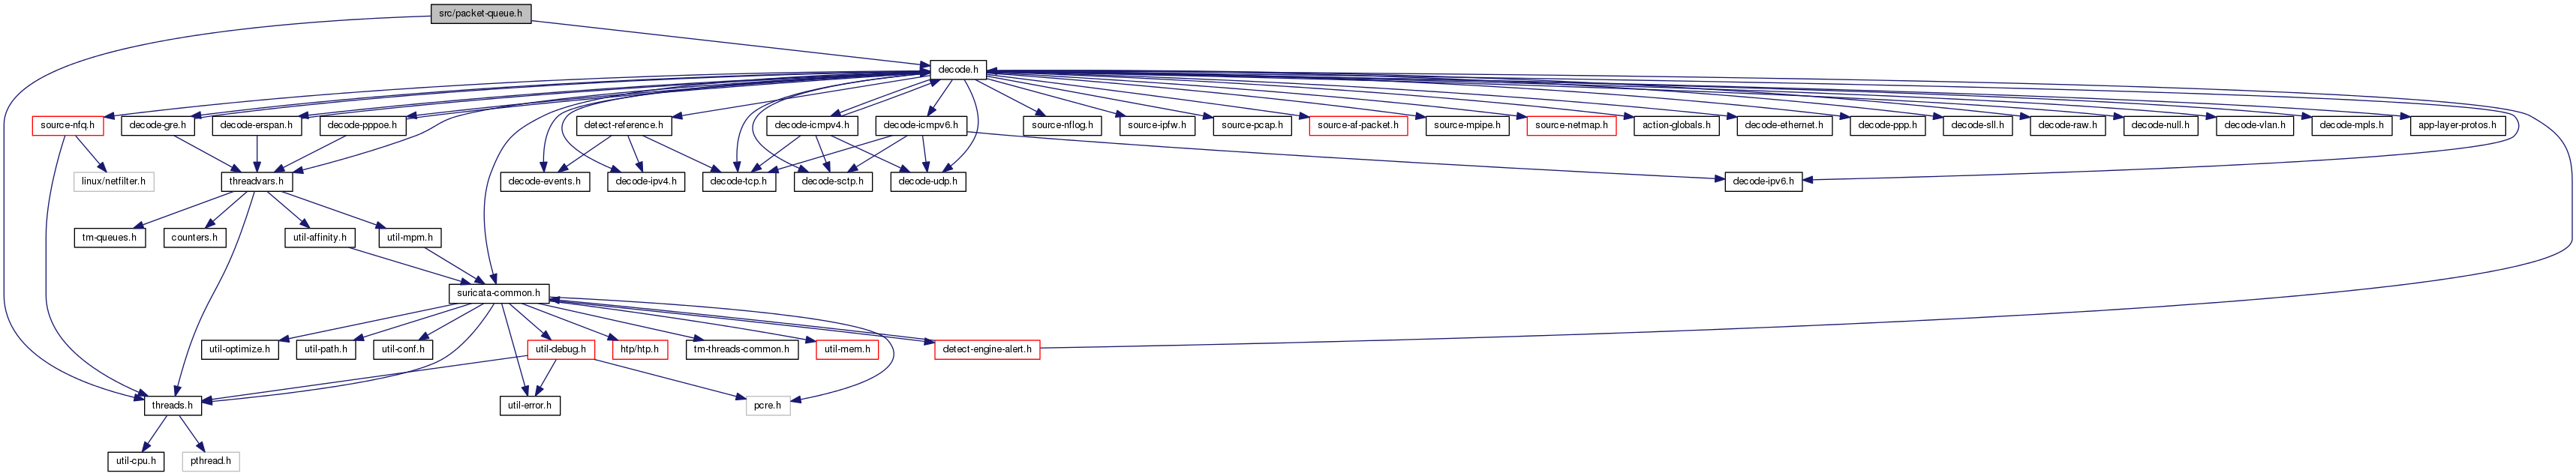 src/packet-queue.h
decode.h
source-nfq.h
decode-gre.h
decode-erspan.h
decode-pppoe.h
detect-reference.h
decode-icmpv4.h
decode-icmpv6.h
source-nflog.h
source-ipfw.h
source-pcap.h
source-af-packet.h
source-mpipe.h
source-netmap.h
action-globals.h
decode-ethernet.h
decode-ppp.h
decode-sll.h
decode-raw.h
decode-null.h
decode-vlan.h
decode-mpls.h
app-layer-protos.h
linux/netfilter.h
threadvars.h
decode-events.h
decode-ipv4.h
decode-tcp.h
decode-sctp.h
decode-udp.h
decode-ipv6.h
tm-queues.h
counters.h
util-affinity.h
util-mpm.h
suricata-common.h
util-optimize.h
util-path.h
util-conf.h
util-debug.h
htp/htp.h
tm-threads-common.h
util-mem.h
detect-engine-alert.h
threads.h
util-error.h
pcre.h
util-cpu.h
pthread.h